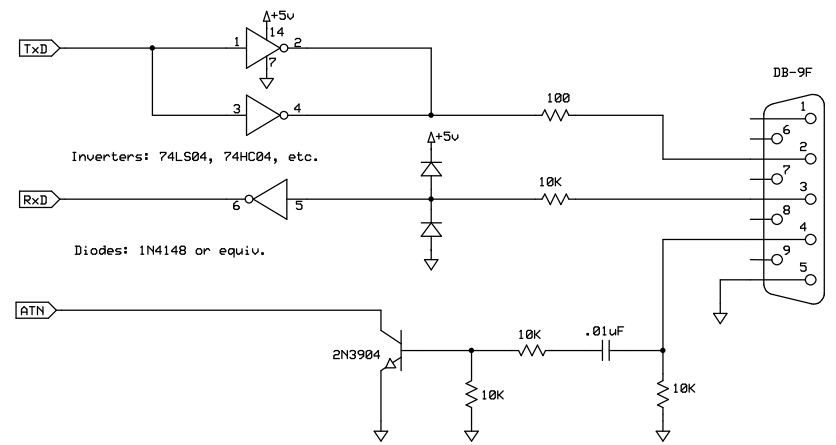 +5v
14
TxD
1
2
7
DB-9F
3
4
100
1
6
2
Inverters: 74LS04, 74HC04, etc.
+5v
7
10K
RxD
6
5
3
8
4
Diodes: 1N4148 or equiv.
9
5
ATN
10K
.01uF
2N3904
10K
10K